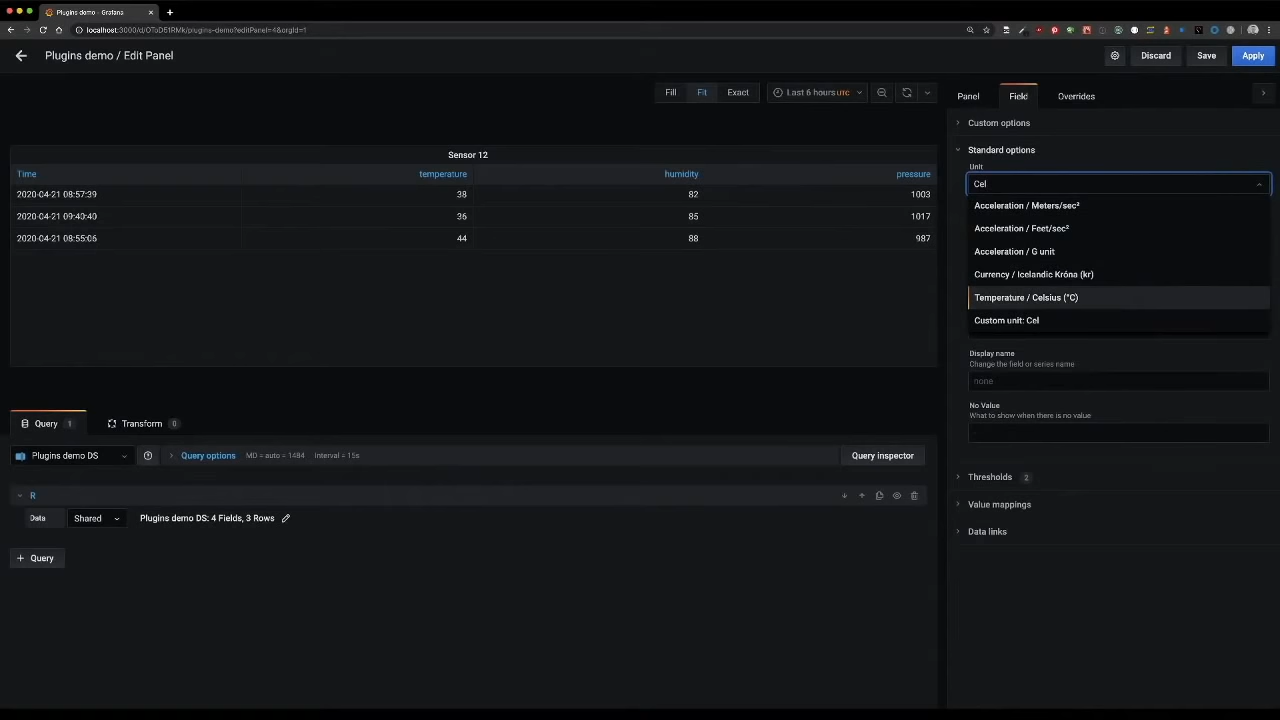 Plugins demo - Grafana
localhost:3000/d/OToD51RMk/plugins-demo?editPanel=4&orgId=1
Plugins demo / Edit Panel
Discard
Save
Apply
Fill
Fit
Exact
Last 6 hours UTC
Sensor 12
Time temperature humidity pressure
2020-04-21 08:57:39 38 82 1003
2020-04-21 09:40:40 36 85 1017
2020-04-21 08:55:06 44 88 987
Query 1
Transform 0
Plugins demo DS
Query options
MD = auto = 1484
Interval = 15s
Query inspector
R
Data
Shared
Plugins demo DS: 4 Fields, 3 Rows
+ Query
Panel
Field
Overrides
Custom options
Standard options
Unit
Cel
Acceleration / Meters/sec²
Acceleration / Feet/sec²
Acceleration / G unit
Currency / Icelandic Króna (kr)
Temperature / Celsius (°C)
Custom unit: Cel
Display name
Change the field or series name
none
No Value
What to show when there is no value
-
Thresholds 2
Value mappings
Data links